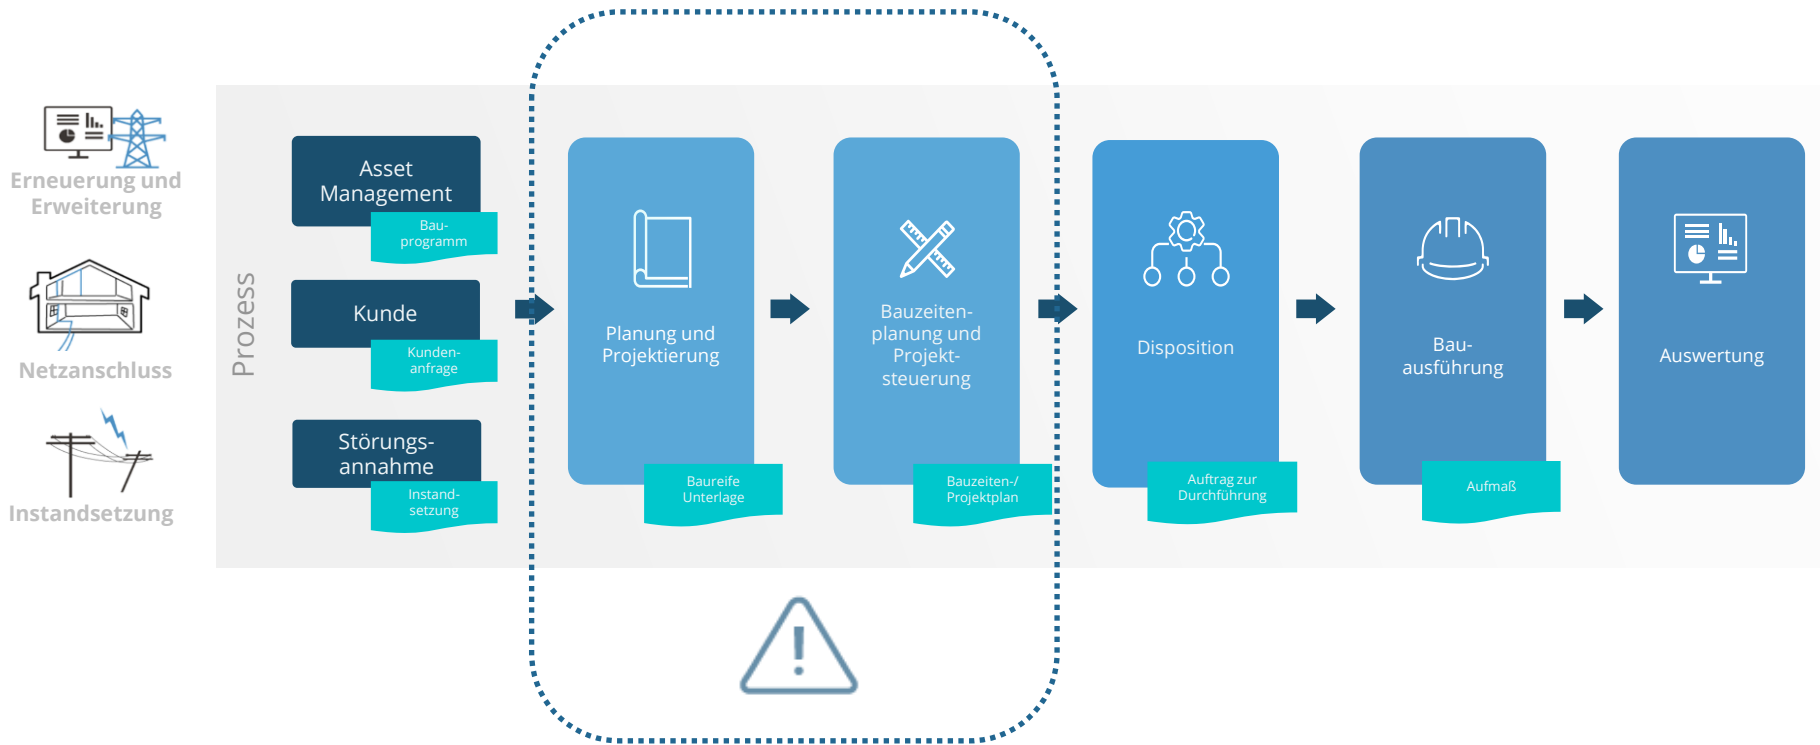 Erneuerung und
Erweiterung
Netzanschluss
Instandsetzung
Prozess
Asset
Management
Bau-
programm
Kunde
Kunden-
anfrage
Störungs-
annahme
Instand-
setzung
Planung und
Projektierung
Baureife
Unterlage
Bauzeiten-
planung und
Projekt-
steuerung
Bauzeiten-/
Projektplan
Disposition
Auftrag zur
Durchführung
Bau-
ausführung
Aufmaß
Auswertung